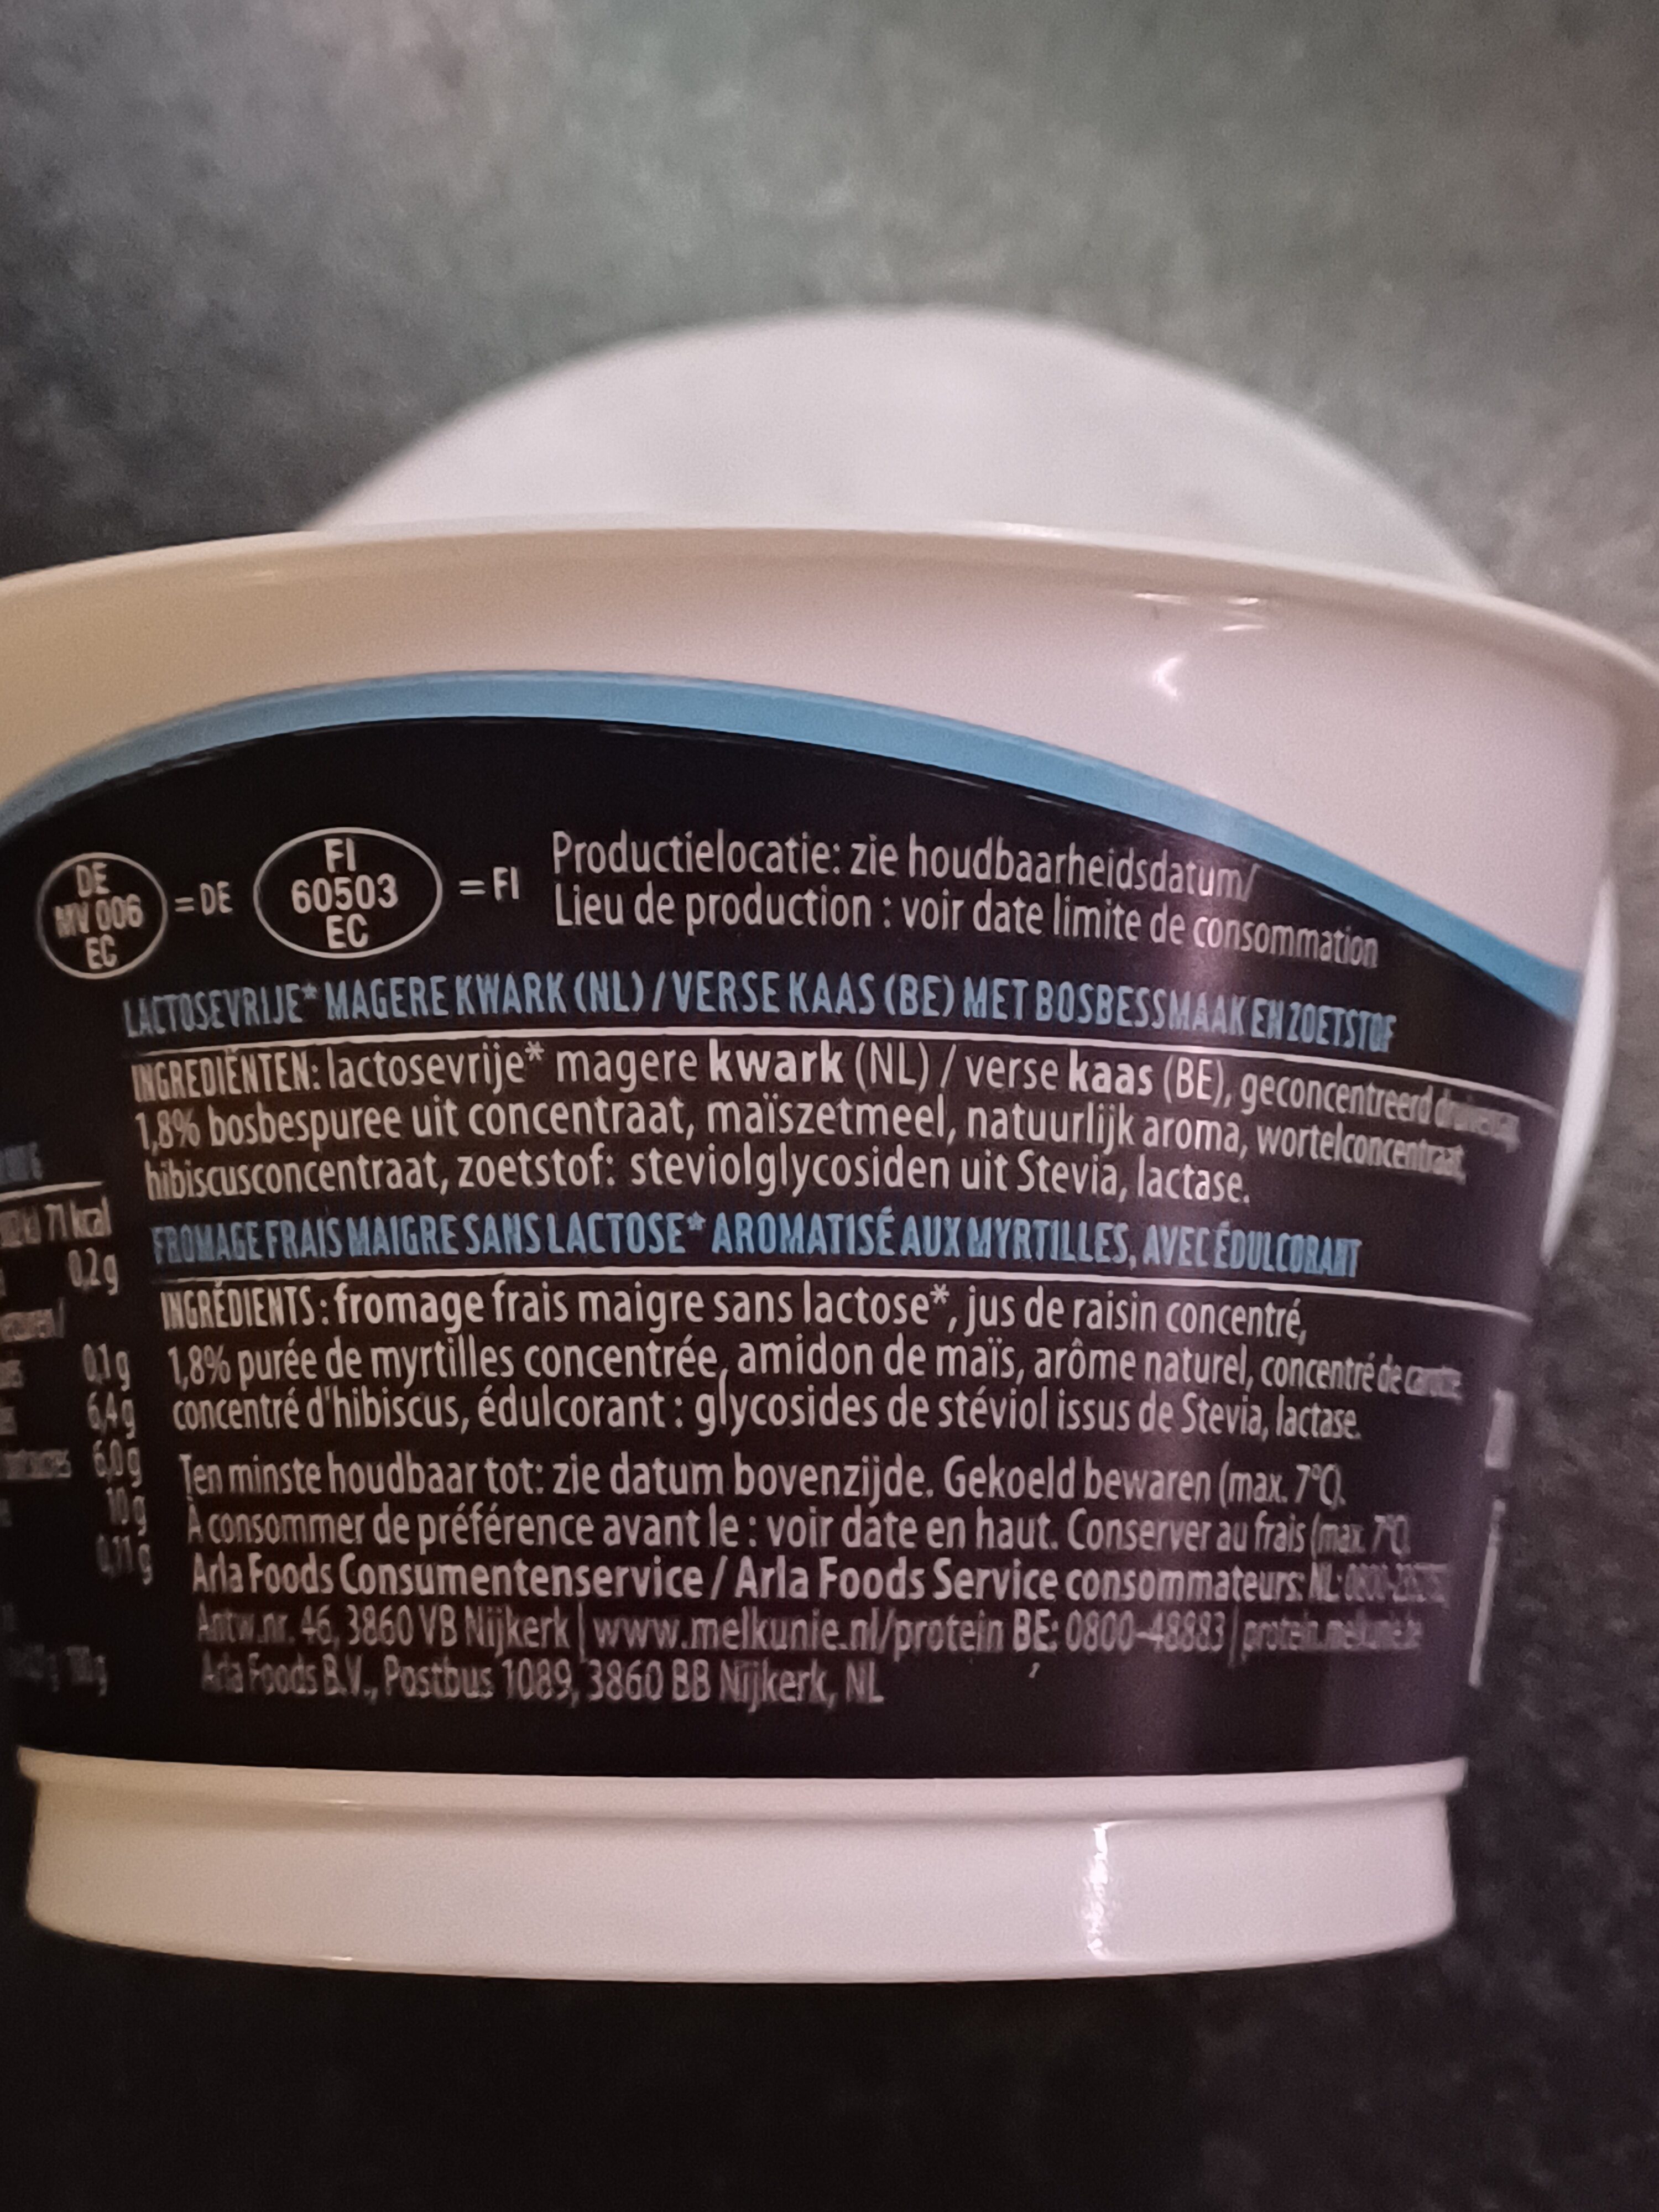 DE
MV 006
EC
= DE
FI
60503
EC
= FI
Productielocatie: zie houdbaarheidsdatum/
Lieu de production : voir date limite de consommation
LACTOSEVRIJE* MAGERE KWARK (NL) / VERSE KAAS (BE) MET BOSBESSMAAK EN ZOETSTOF
INGREDIËNTEN: lactosevrije* magere kwark (NL) / verse kaas (BE), geconcentreerd druivensap,
1,8% bosbespuree uit concentraat, maïszetmeel, natuurlijk aroma, wortelconcentraat,
hibiscusconcentraat, zoetstof: steviolglycosiden uit Stevia, lactase.
FROMAGE FRAIS MAIGRE SANS LACTOSE* AROMATISÉ AUX MYRTILLES, AVEC ÉDULCORANT
INGRÉDIENTS : fromage frais maigre sans lactose*, jus de raisin concentré,
1,8% purée de myrtilles concentrée, amidon de maïs, arôme naturel, concentré de carotte,
concentré d'hibiscus, édulcorant : glycosides de stéviol issus de Stevia, lactase.
Ten minste houdbaar tot: zie datum bovenzijde. Gekoeld bewaren (max. 7°C).
À consommer de préférence avant le : voir date en haut. Conserver au frais (max. 7°C).
Arla Foods Consumentenservice / Arla Foods Service consommateurs: NL:
Antw.nr. 46, 3860 VB Nijkerk | www.melkunie.nl/protein BE: 0800-48883 | protein.melkunie.be
Arla Foods B.V., Postbus 1089, 3860 BB Nijkerk, NL
71 kcal
0,2 g
0,1 g
6,4 g
6,0 g
10 g
0,11 g